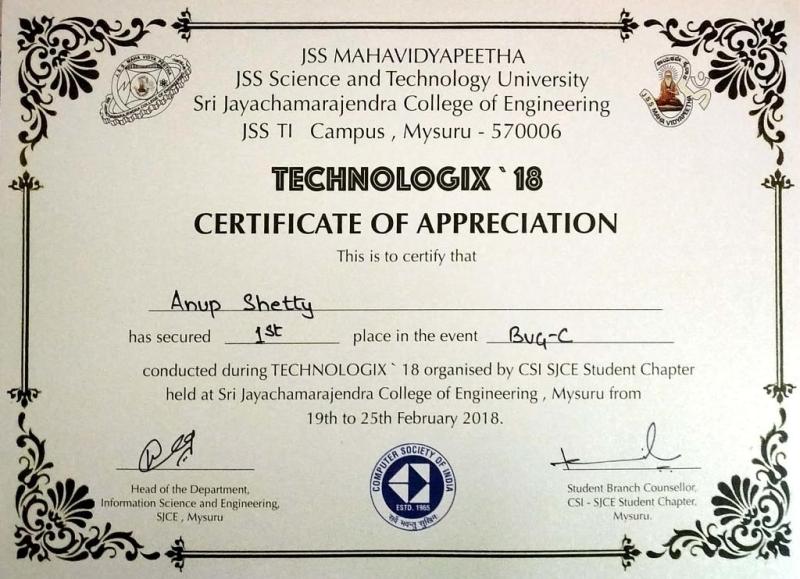 JSS MAHAVIDYAPEETHA
JSS Science and Technology University
Sri Jayachamarajendra College of Engineering
JSS TI Campus , Mysuru - 570006
JSS MAHA VIDYAPEETHA
TECHNOLOGIX ` 18
CERTIFICATE OF APPRECIATION
This is to certify that
Anup Shetty
has secured 1st place in the event Bug-C
conducted during TECHNOLOGIX ` 18 organised by CSI SJCE Student Chapter
held at Sri Jayachamarajendra College of Engineering , Mysuru from
19th to 25th February 2018.
Head of the Department,
Information Science and Engineering,
SJCE , Mysuru
COMPUTER SOCIETY OF INDIA
ESTD. 1965
Student Branch Counsellor,
CSI - SJCE Student Chapter,
Mysuru.